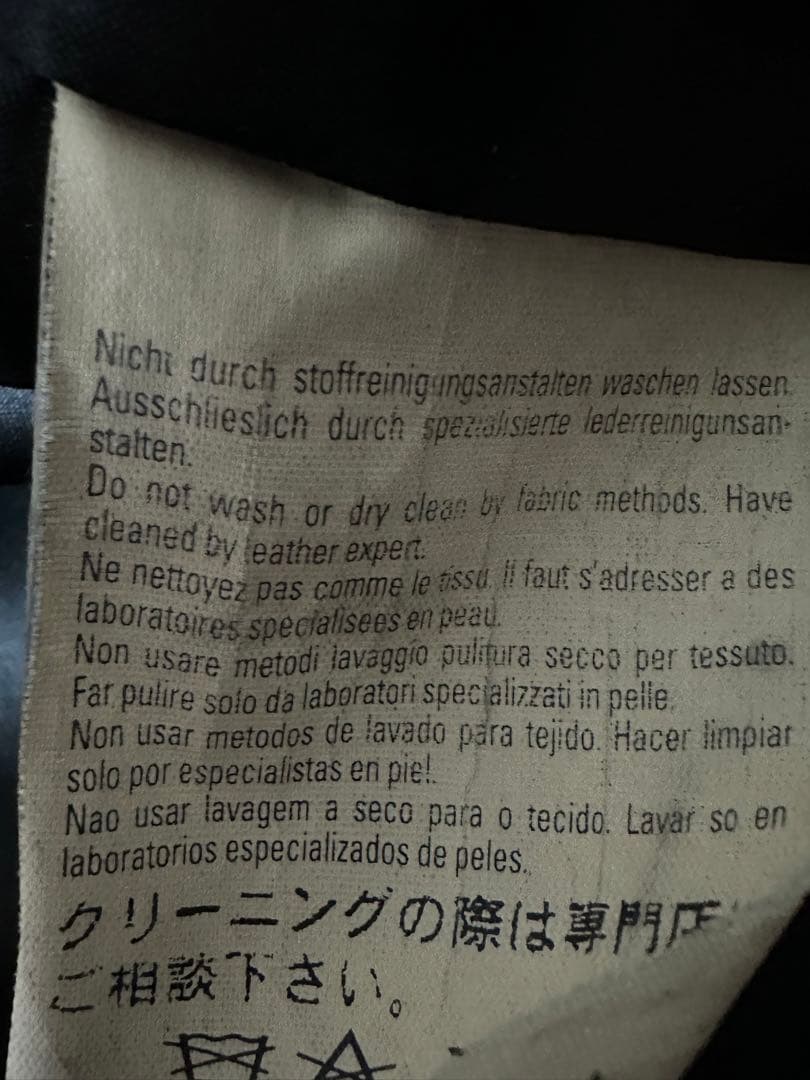 Nicht durch stoffreinigungsanstalten waschen lassen
Ausschlieslich durch spezialisierte lederreinigunsan-
stalten.
Do not wash or dry clean by fabric methods. Have
cleaned by leather expert.
Ne nettoyez pas comme le tissu. Il faut s'adresser a des
laboratoires specialisees en peau.
Non usare metodi lavaggio pulitura secco per tessuto.
Far pulire solo da laboratori specializzati in pelle.
Non usar metodos de lavado para tejido. Hacer limpiar
solo por especialistas en piel.
Nao usar lavagem a seco para o tecido. Lavar so en
laboratorios especializados de peles.
クリーニングの際は専門店
ご相談下さい。